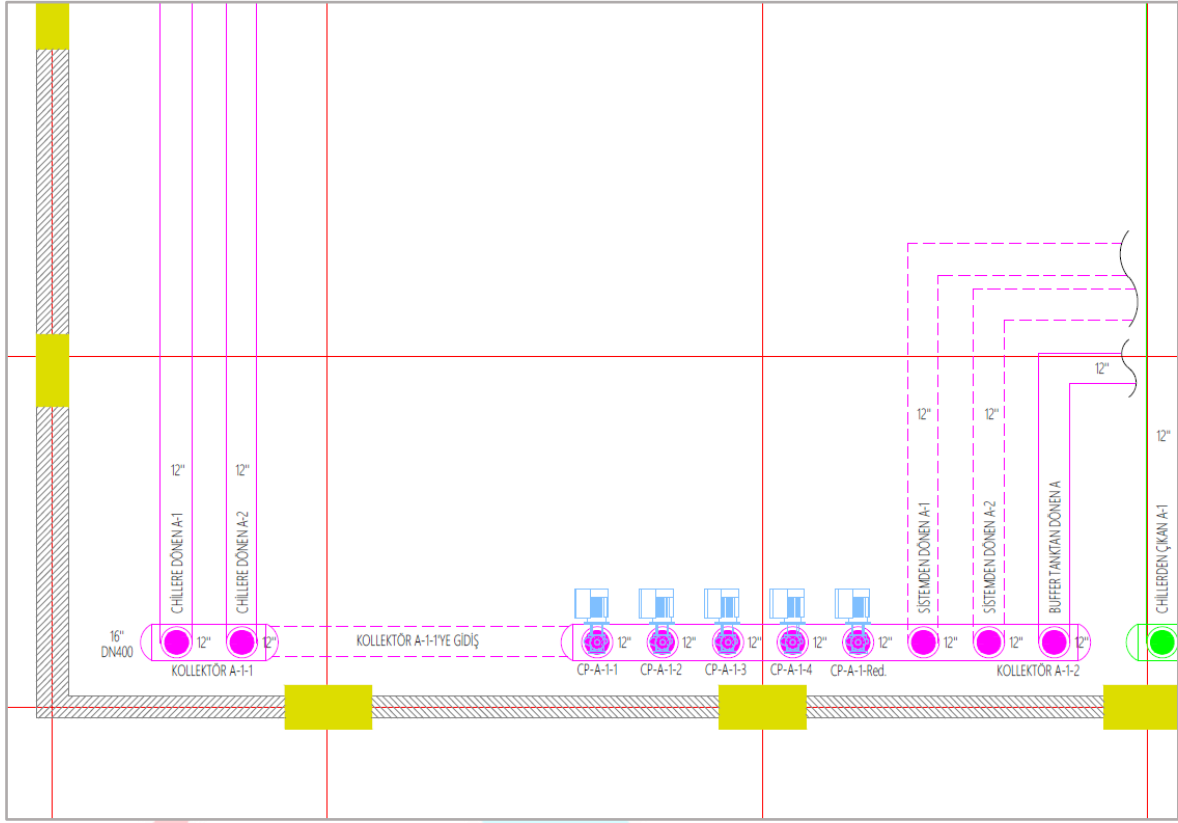 12"
12"
12"
12"
12"
12"
CHİLLERE DÖNEN A-1
CHİLLERE DÖNEN A-2
SİSTEMDEN DÖNEN A-1
SİSTEMDEN DÖNEN A-2
BUFFER TANKTAN DÖNEN A
CHİLLERDEN ÇIKAN A-1
16"
DN400
12"
12"
KOLLEKTÖR A-1-1'YE GİDİŞ
12"
12"
12"
12"
12"
12"
12"
12"
KOLLEKTÖR A-1-1
CP-A-1-1
CP-A-1-2
CP-A-1-3
CP-A-1-4
CP-A-1-Red.
KOLLEKTÖR A-1-2